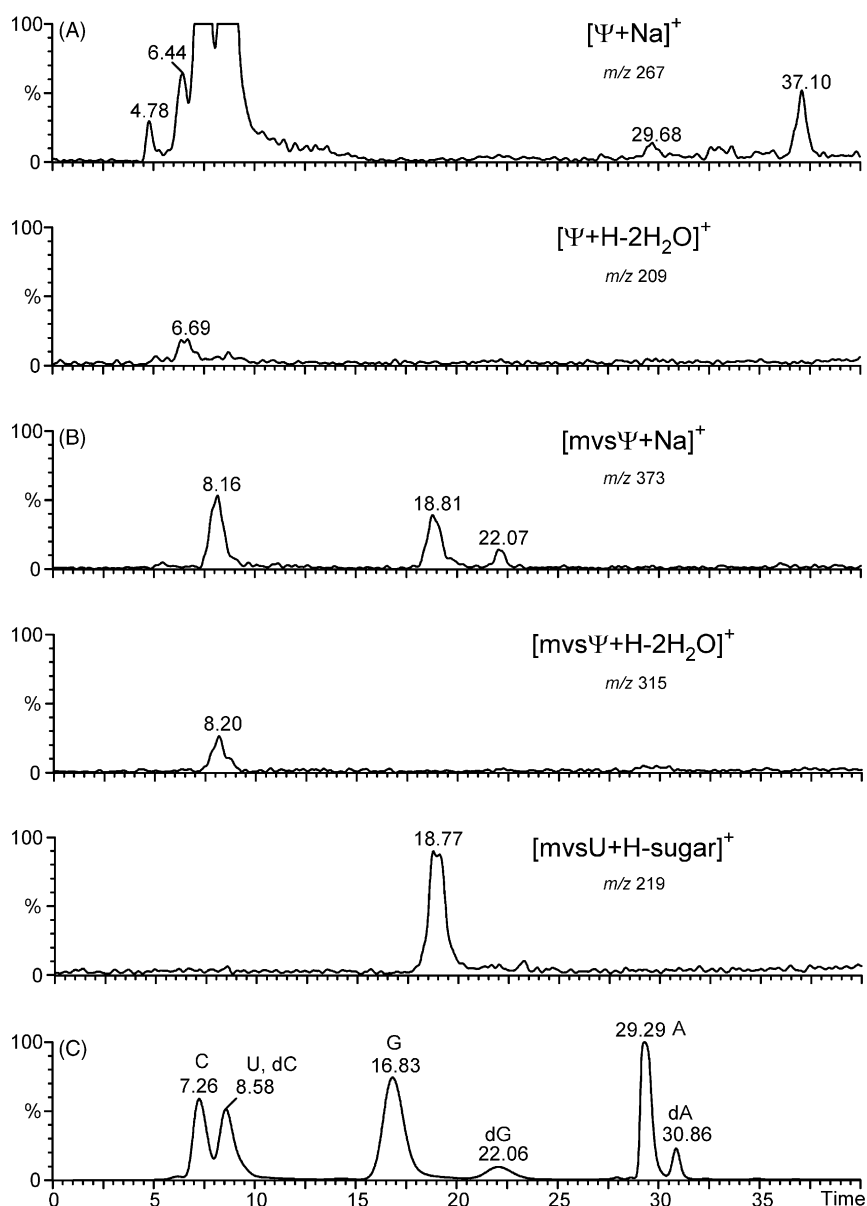 (A)
[Ψ+Na]+
m/z 267
100
%
0
4.78
6.44
29.68
37.10
[Ψ+H-2H2O]+
m/z 209
100
%
0
6.69
(B)
[mvsΨ+Na]+
m/z 373
100
%
0
8.16
18.81
22.07
[mvsΨ+H-2H2O]+
m/z 315
100
%
0
8.20
[mvsU+H-sugar]+
m/z 219
100
%
0
18.77
(C)
100
%
0
C
7.26
U, dC
8.58
G
16.83
dG
22.06
29.29 A
dA
30.86
0 5 10 15 20 25 30 35 Time